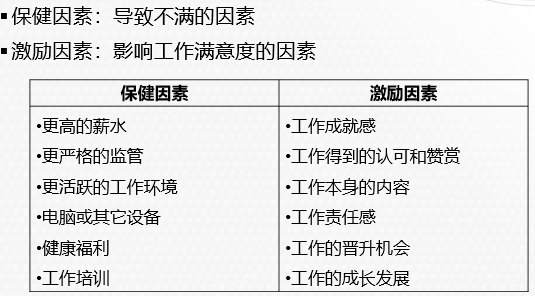 ▪保健因素：导致不满的因素
▪激励因素：影响工作满意度的因素
保健因素 激励因素
•更高的薪水 •工作成就感
•更严格的监管 •工作得到的认可和赞赏
•更活跃的工作环境 •工作本身的内容
•电脑或其它设备 •工作责任感
•健康福利 •工作的晋升机会
•工作培训 •工作的成长发展